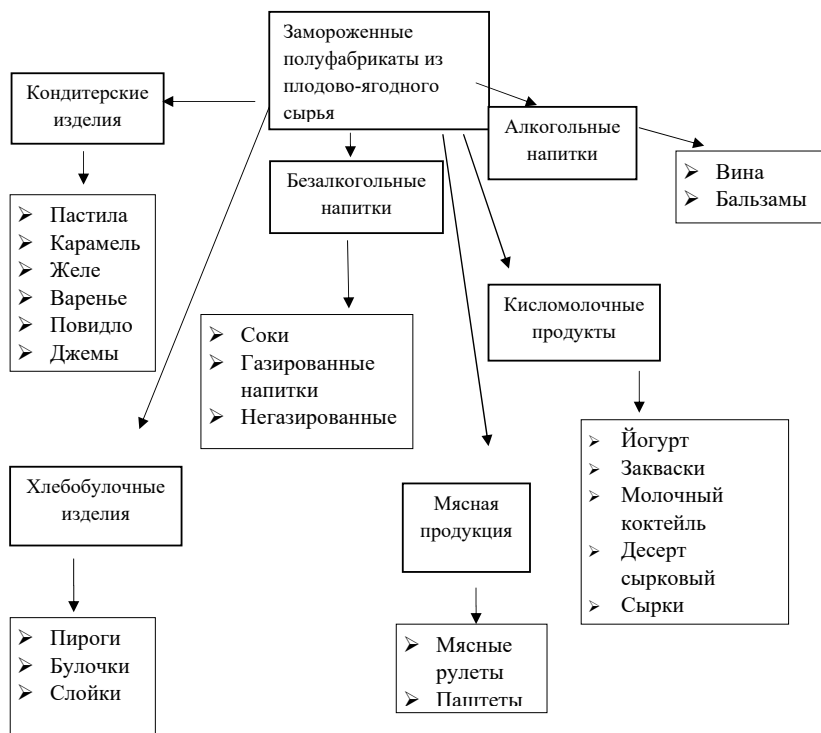 Замороженные
полуфабрикаты из
плодово-ягодного
сырья
Кондитерские
изделия
Алкогольные
напитки
Безалкогольные
напитки
Вина
Бальзамы
Пастила
Карамель
Желе
Варенье
Повидло
Джемы
Кисломолочные
продукты
Соки
Газированные
напитки
Негазированные
Йогурт
Закваски
Молочный
коктейль
Десерт
сырковый
Сырки
Хлебобулочные
изделия
Мясная
продукция
Пироги
Булочки
Слойки
Мясные
рулеты
Паштеты